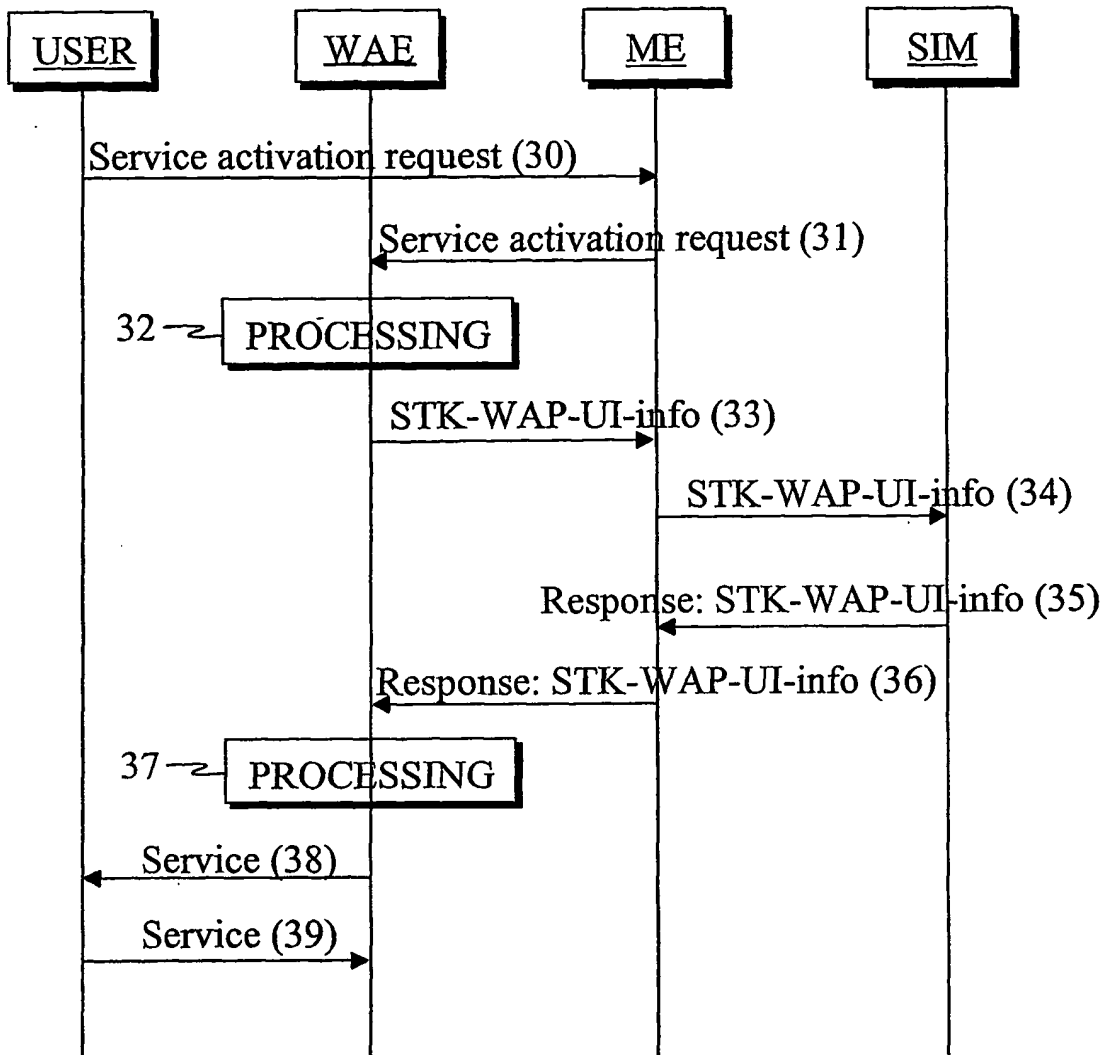 USER
WAE
ME
SIM
Service activation request (30)
Service activation request (31)
32
PROCESSING
STK-WAP-UI-info (33)
STK-WAP-UI-info (34)
Response: STK-WAP-UI-info (35)
Response: STK-WAP-UI-info (36)
37
PROCESSING
Service (38)
Service (39)